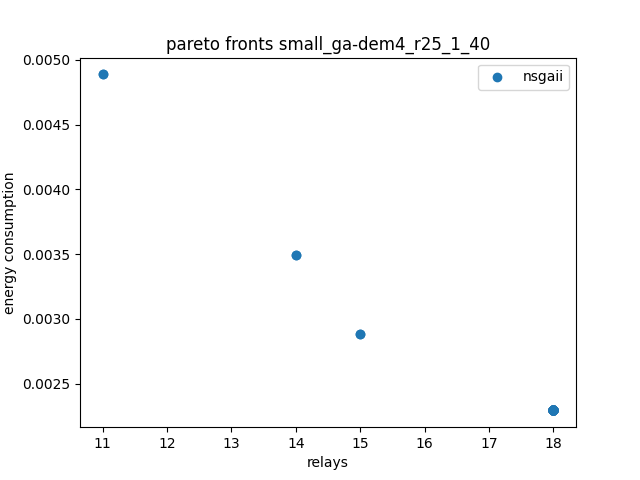 pareto fronts small_ga-dem4_r25_1_40
nsgaii
energy consumption
0.0050
0.0045
0.0040
0.0035
0.0030
0.0025
11 12 13 14 15 16 17 18
relays